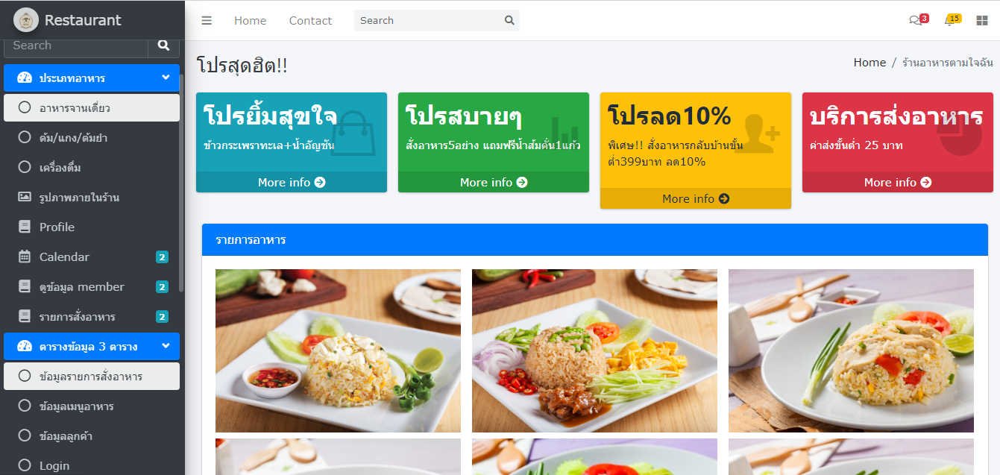 Restaurant
Search
ประเภทอาหาร
อาหารจานเดี่ยว
ต้ม/แกง/ต้มยำ
เครื่องดื่ม
รูปภาพภายในร้าน
Profile
Calendar 2
ดูข้อมูล member 2
รายการสั่งอาหาร 2
ตารางข้อมูล 3 ตาราง
ข้อมูลรายการสั่งอาหาร
ข้อมูลเมนูอาหาร
ข้อมูลลูกค้า
Login
Home Contact Search 3 15
โปรสุดฮิต!!
Home / ร้านอาหารตามใจฉัน
โปรยิ้มสุขใจ
ข้าวกระเพราทะเล+น้ำอัญชัน
More info
โปรสบายๆ
สั่งอาหาร5อย่าง แถมฟรีน้ำส้มคั่น1แก้ว
More info
โปรลด10%
พิเศษ!! สั่งอาหารกลับบ้านขั้น
ต่ำ399บาท ลด10%
More info
บริการส่งอาหาร
ค่าส่งขั้นต่ำ 25 บาท
More info
รายการอาหาร